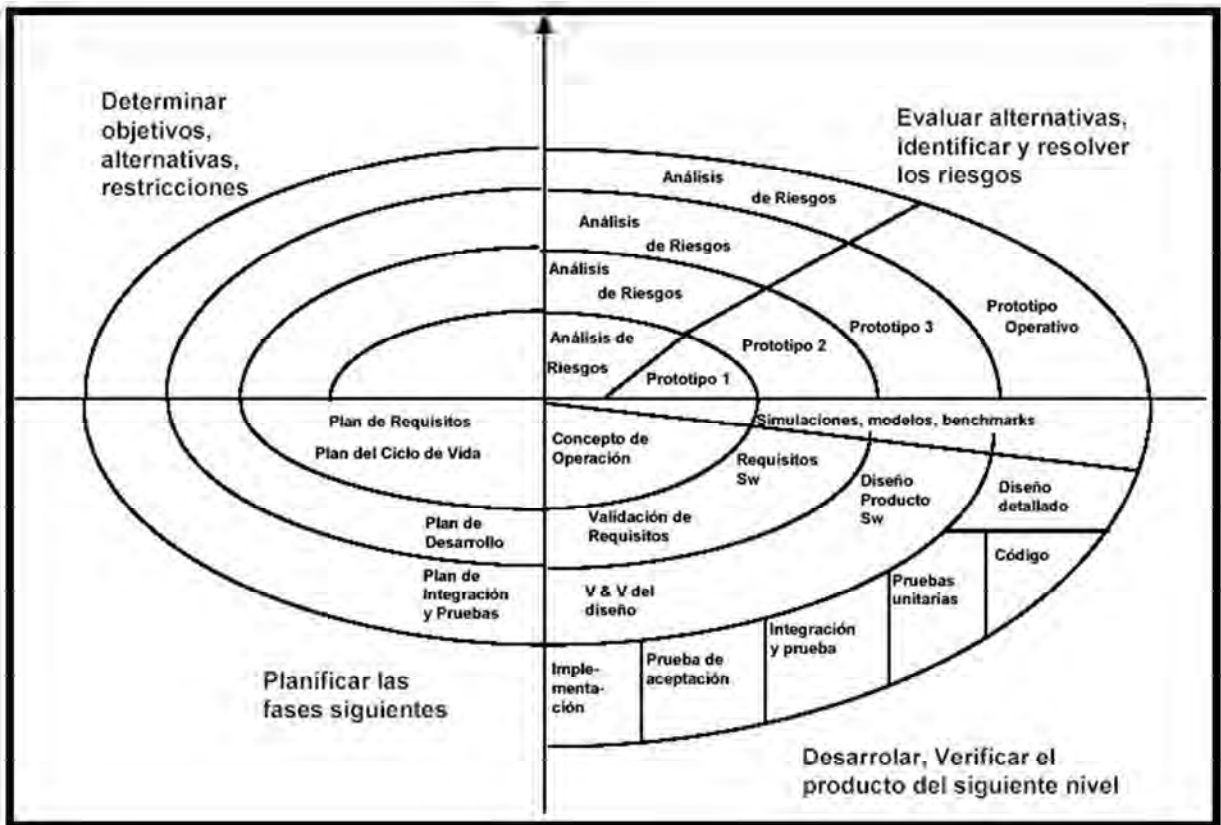 Determinar
objetivos,
alternativas,
restricciones
Evaluar alternativas,
identificar y resolver
los riesgos
Análisis
de Riesgos
Análisis
de Riesgos
Análisis
de Riesgos
Análisis de
Riesgos
Prototipo 1
Prototipo 2
Prototipo 3
Prototipo
Operativo
Simulaciones, modelos, benchmarks
Plan de Requisitos
Plan del Ciclo de Vida
Concepto de
Operación
Requisitos
Sw
Diseño
Producto
Sw
Diseño
detallado
Plan de
Desarrollo
Validación de
Requisitos
Código
Plan de
Integración
y Pruebas
V & V del
diseño
Pruebas
unitarias
Integración
y prueba
Prueba de
aceptación
Imple-
menta-
ción
Planificar las
fases siguientes
Desarrolar, Verificar el
producto del siguiente nivel